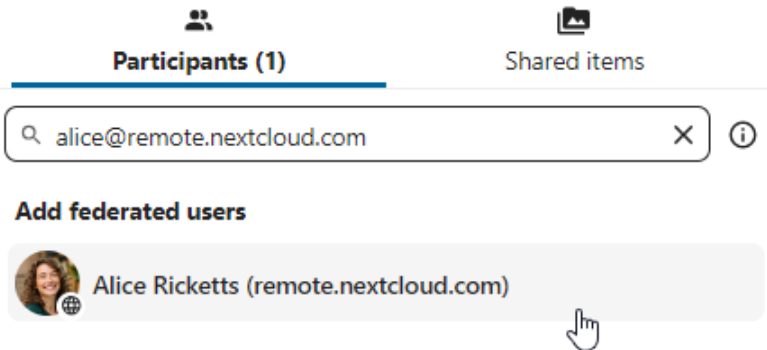 Participants (1)
Shared items
alice@remote.nextcloud.com
Add federated users
Alice Ricketts (remote.nextcloud.com)